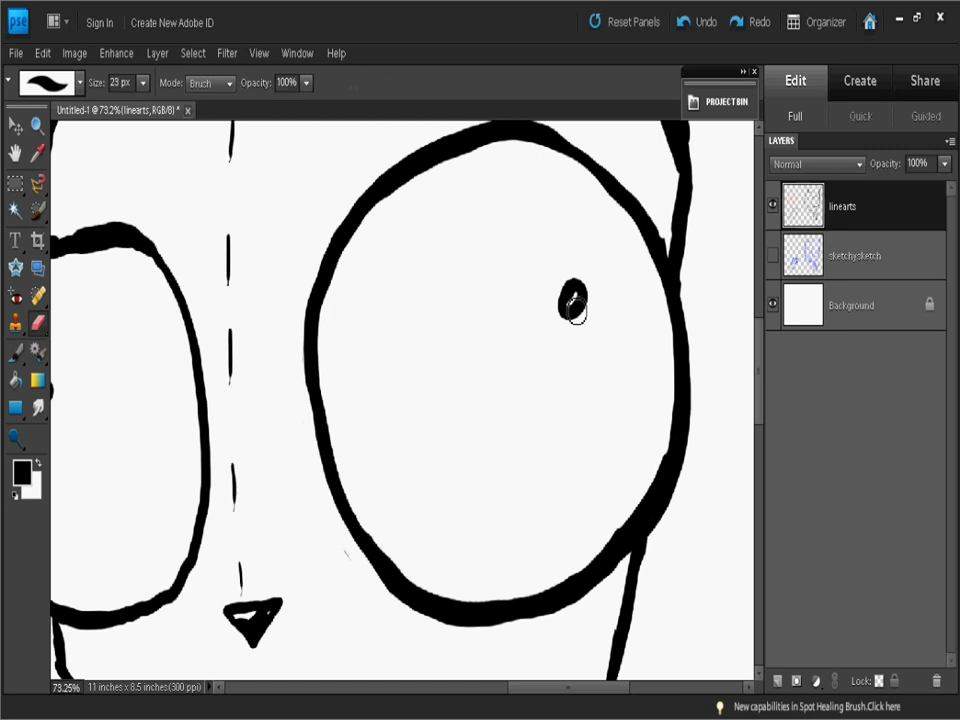 pse Sign In Create New Adobe ID Reset Panels Undo Redo Organizer
File Edit Image Enhance Layer Select Filter View Window Help
Size: 23 px Mode: Brush Opacity: 100% Edit Create Share
PROJECT BIN
Untitled-1 @ 73.2% (linearts, RGB/8) * x Full Quick Guided
LAYERS
Normal Opacity: 100%
linearts
sketchysketch
Background
T
73.25% 11 inches x 8.5 inches (300 ppi) Lock:
New capabilities in Spot Healing Brush.Click here